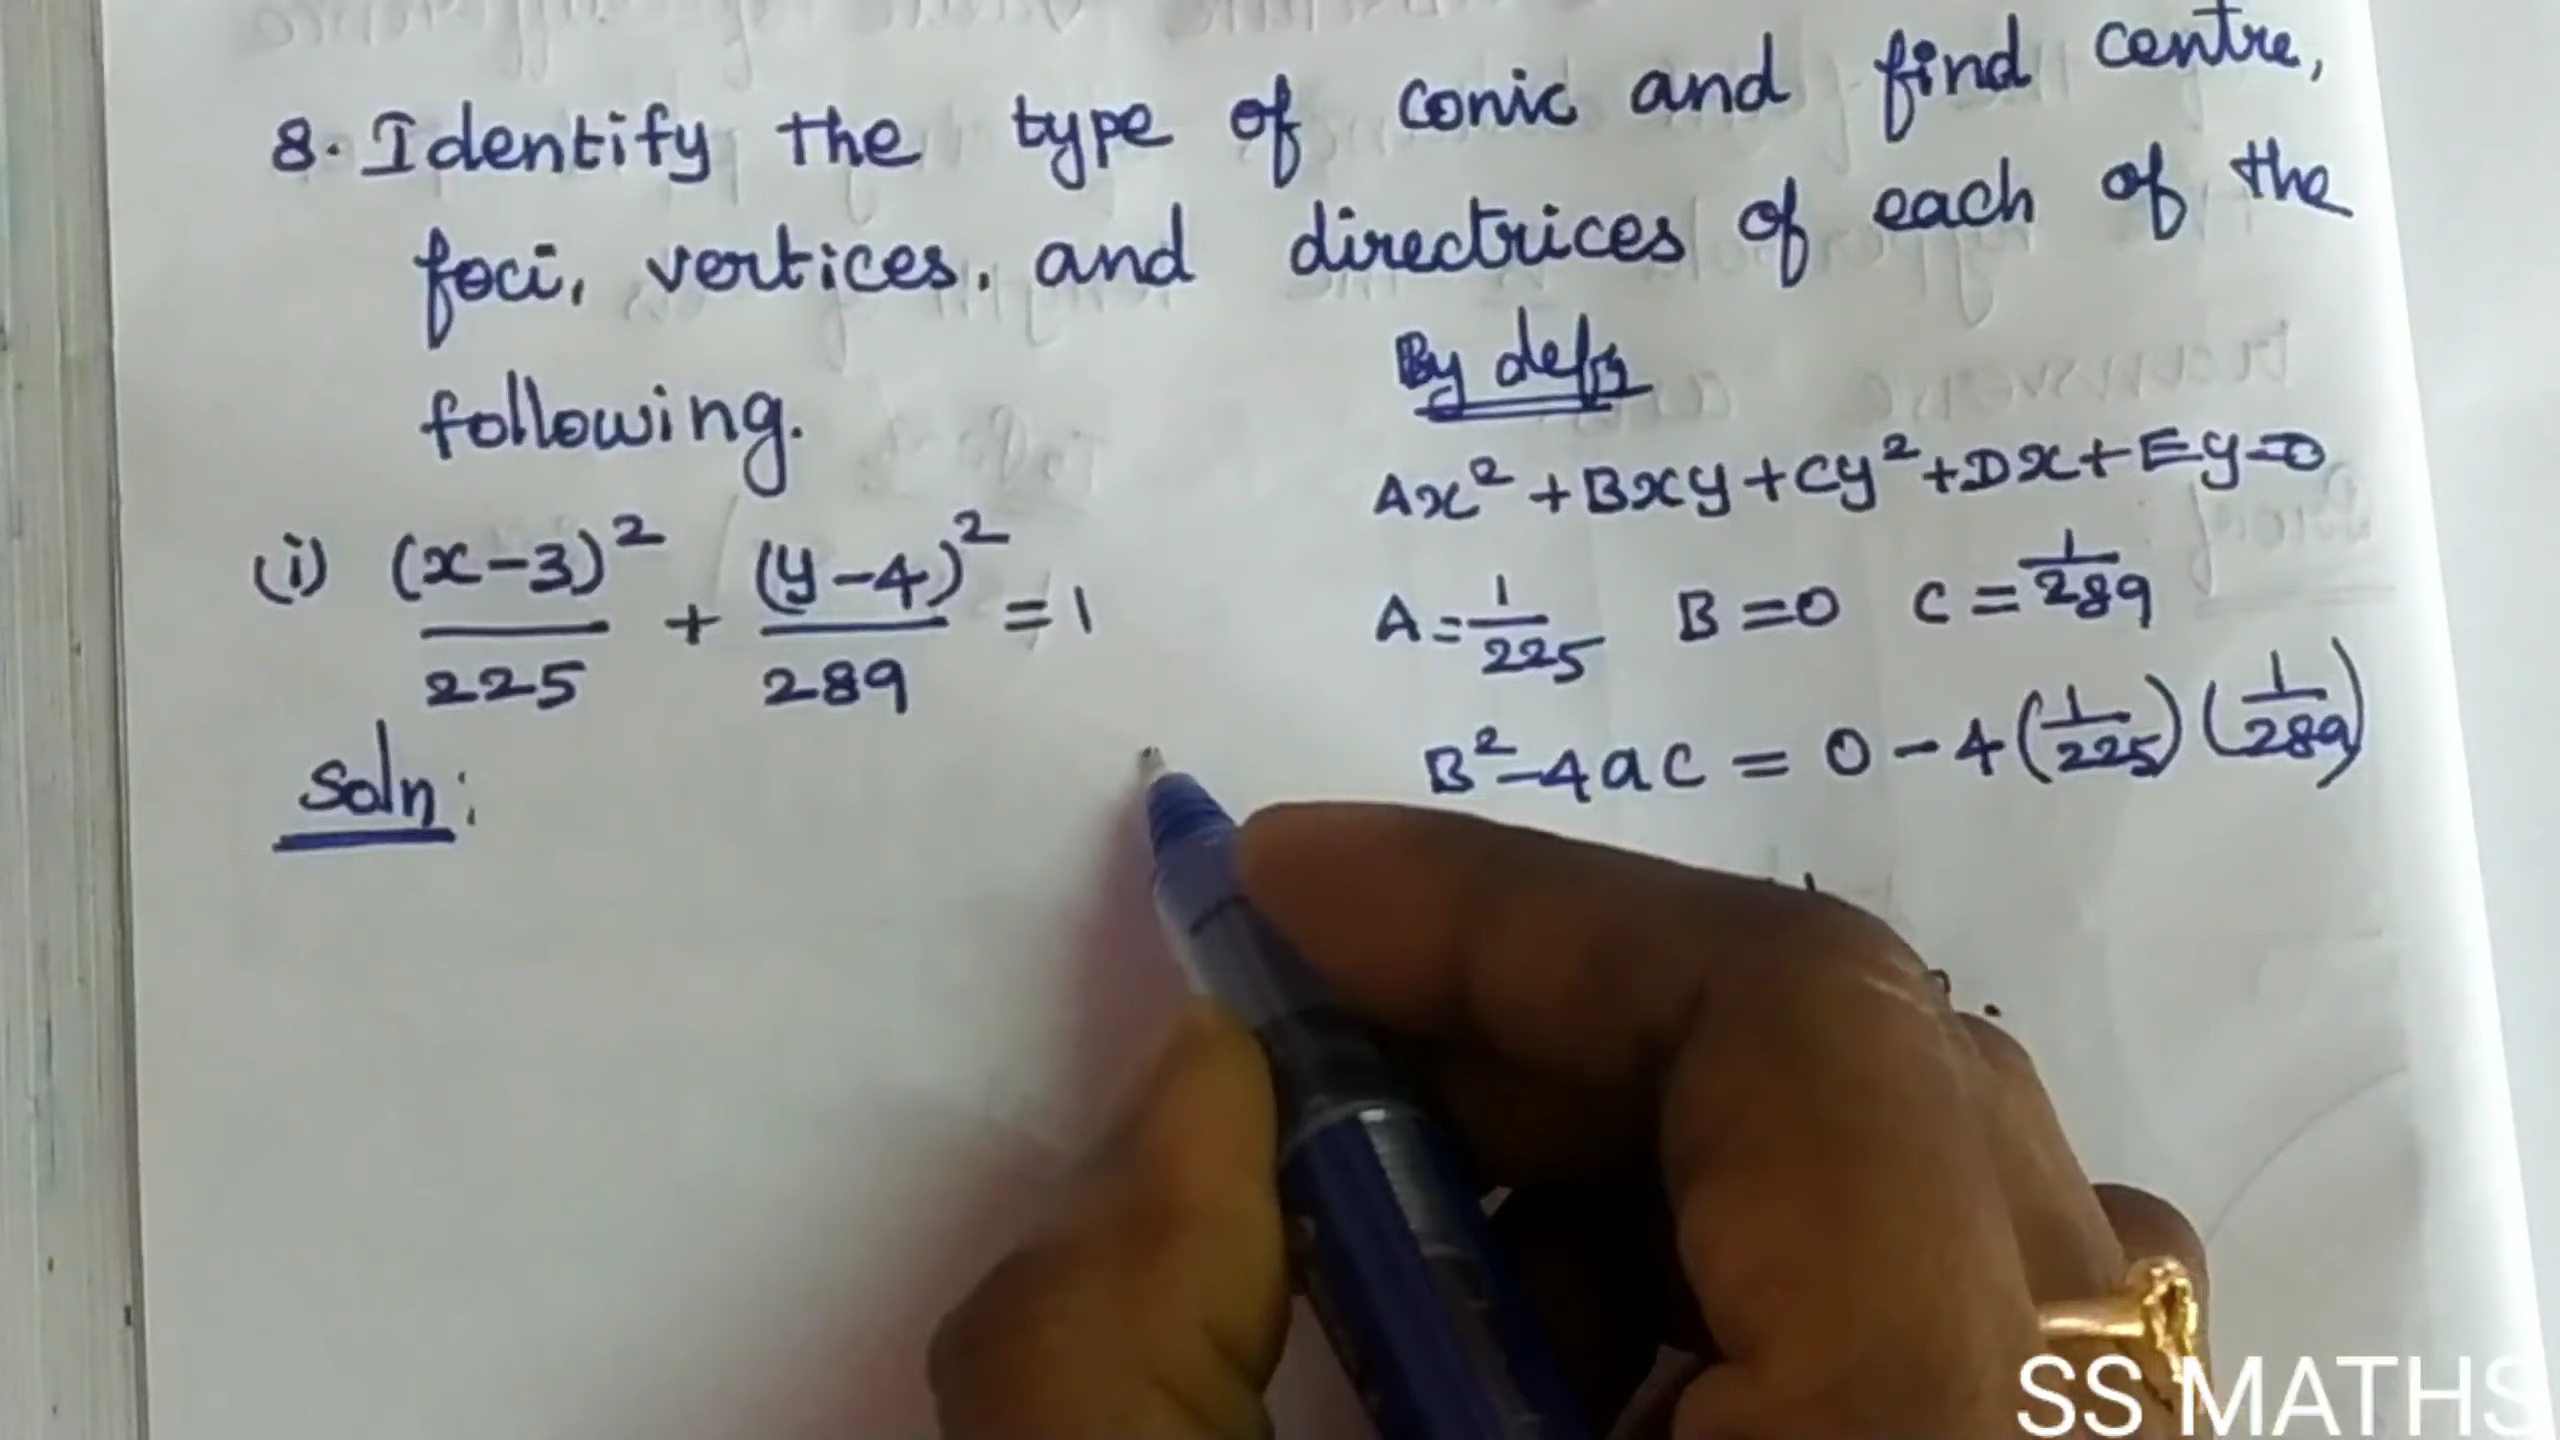 8. Identify the type of conic and find centre,
foci, vertices, and directrices of each of the
following.
By defn
Ax² + Bxy + Cy² + Dx + Ey = 0
(i) (x-3)²/225 + (y-4)²/289 = 1
A = 1/225 B = 0 C = 1/289
B² - 4ac = 0 - 4(1/225)(1/289)
Soln:
SS MATHS